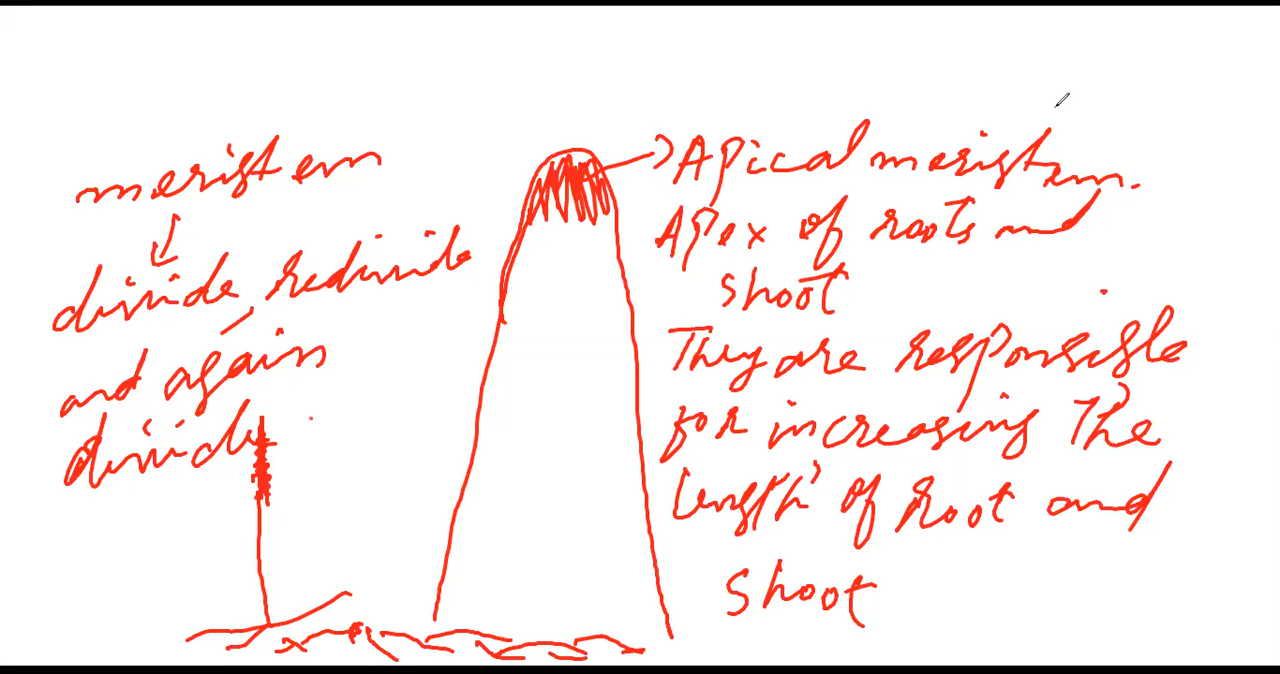 meristem
divide, redivide
and again
divide
Apical meristem.
Apex of roots and
shoot
They are responsible
for increasing the
length of root and
shoot